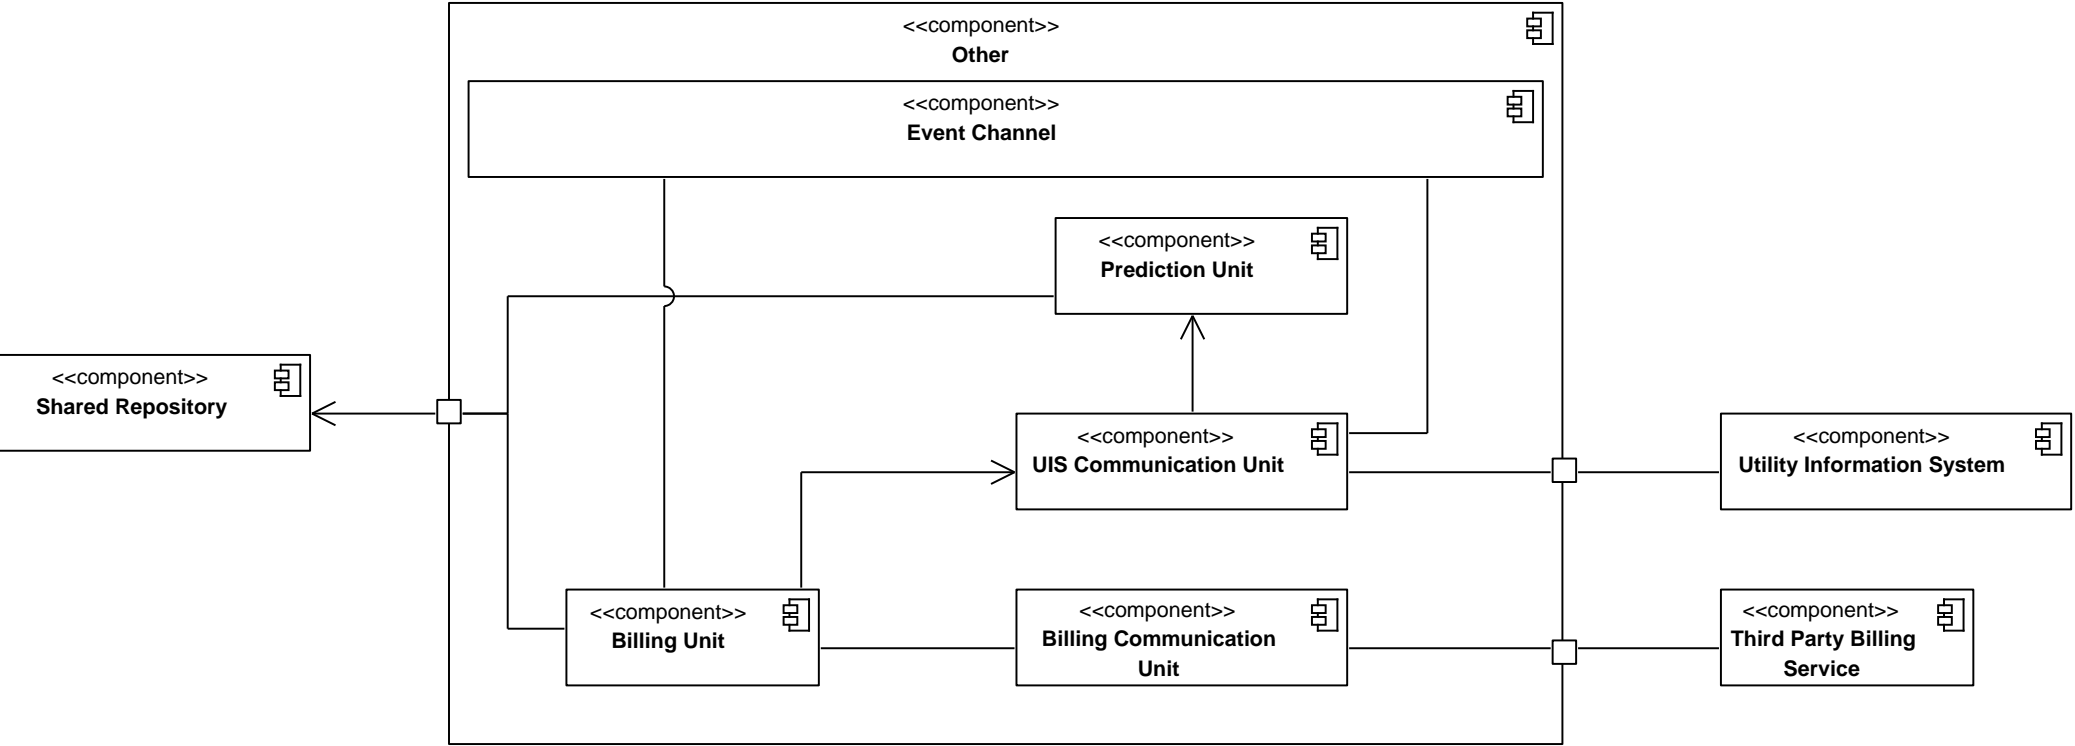 <<component>>
Other
<<component>>
Event Channel
<<component>>
Prediction Unit
<<component>>
Shared Repository
<<component>>
UIS Communication Unit
<<component>>
Utility Information System
<<component>>
Billing Unit
<<component>>
Billing Communication
Unit
<<component>>
Third Party Billing
Service